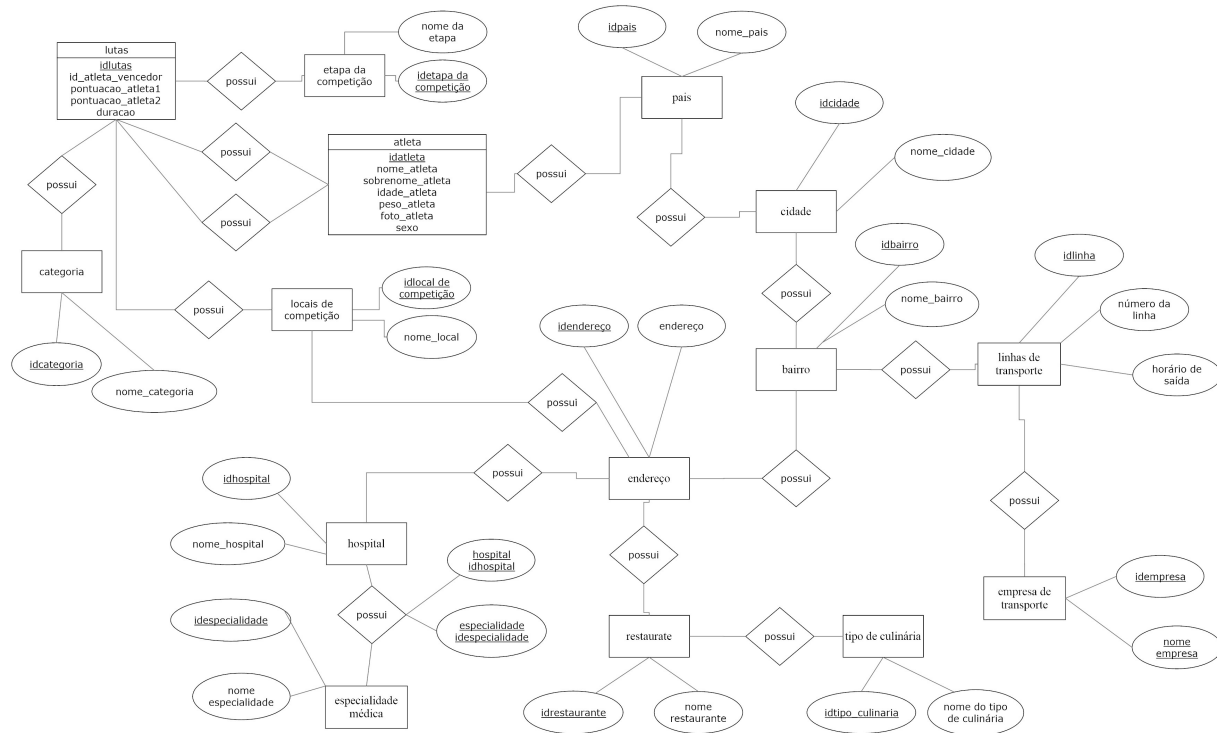 lutas
idlutas
id_atleta_vencedor
pontuacao_atleta1
pontuacao_atleta2
duracao
possui
nome da
etapa
etapa da
competição
idetapa da
competição
possui
possui
possui
atleta
idatleta
nome_atleta
sobrenome_atleta
idade_atleta
peso_atleta
foto_atleta
sexo
possui
idpais
nome_pais
pais
possui
idcidade
nome_cidade
cidade
possui
categoria
idcategoria
nome_categoria
possui
locais de
competição
idlocal de
competição
nome_local
possui
idendereço
endereço
idbairro
nome_bairro
bairro
possui
idlinha
número da
linha
linhas de
transporte
horário de
saída
possui
endereço
possui
possui
possui
idhospital
nome_hospital
hospital
possui
hospital
idhospital
especialidade
idespecialidade
idespecialidade
nome
especialidade
especialidade
médica
possui
restaurate
idrestaurante
nome
restaurante
possui
tipo de culinária
idtipo_culinaria
nome do tipo
de culinária
empresa de
transporte
idempresa
nome
empresa